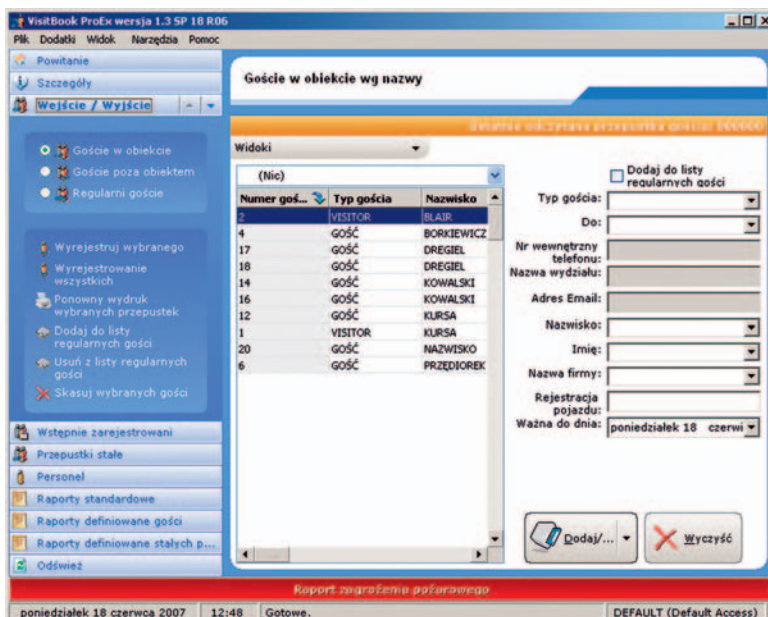 VisitBook ProEx wersja 1.3 SP 18 R06
Plik Dodatki Widok Narzędzia Pomoc
Powitanie
Szczegóły
Wejście / Wyjście
Goście w obiekcie
Goście poza obiektem
Regularni goście
Wyrejestruj wybranego
Wyrejestrowanie
wszystkich
Ponowny wydruk
wybranych przepustek
Dodaj do listy
regularnych gości
Usuń z listy regularnych
gości
Skasuj wybranych gości
Wstępnie zarejestrowani
Przepustki stałe
Personel
Raporty standardowe
Raporty definiowane gości
Raporty definiowane stałych p...
Odśwież
Goście w obiekcie wg nazwy
Ostatnio odczytana przepustka gościa: 000000
Widoki
(Nic)
Numer goś... Typ gościa Nazwisko
2 VISITOR BLAIR
4 GOŚĆ BORKIEWICZ
17 GOŚĆ DREGIEL
18 GOŚĆ DREGIEL
14 GOŚĆ KOWALSKI
16 GOŚĆ KOWALSKI
12 GOŚĆ KURSA
1 VISITOR KURSA
20 GOŚĆ NAZWISKO
6 GOŚĆ PRZĘDIOREK
Dodaj do listy
regularnych gości
Typ gościa:
Do:
Nr wewnętrzny
telefonu:
Nazwa wydziału:
Adres Email:
Nazwisko:
Imię:
Nazwa firmy:
Rejestracja
pojazdu:
Ważna do dnia: poniedziałek 18 czerwi
Dodaj/...
Wyczyść
Raport zagrożenia pożarowego
poniedziałek 18 czerwca 2007 12:48 Gotowe. DEFAULT (Default Access)